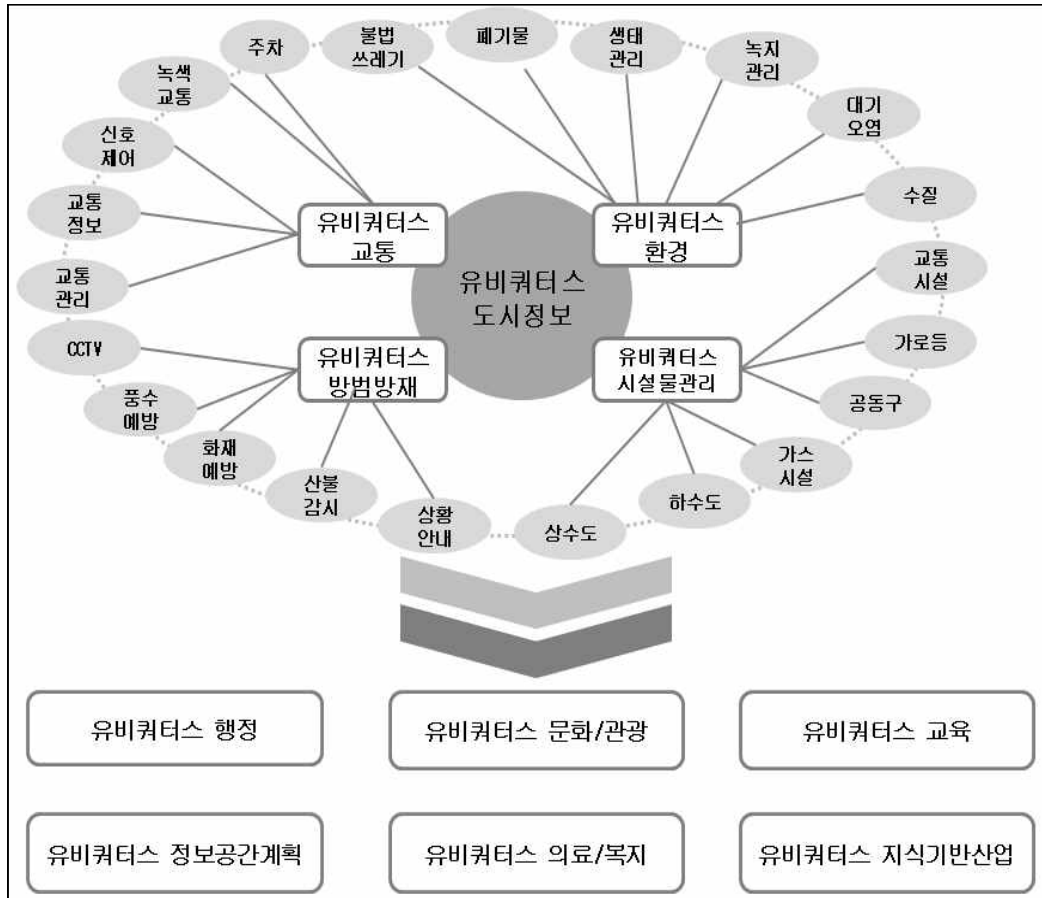 주차
불법
쓰레기
폐기물
생태
관리
녹지
관리
녹색
교통
대기
오염
신호
제어
수질
교통
정보
유비쿼터스
교통
유비쿼터스
환경
교통
시설
교통
관리
유비쿼터스
도시정보
CCTV
유비쿼터스
방범방재
유비쿼터스
시설물관리
가로등
풍수
예방
공동구
화재
예방
가스
시설
산불
감시
하수도
상황
안내
상수도
유비쿼터스 행정
유비쿼터스 문화/관광
유비쿼터스 교육
유비쿼터스 정보공간계획
유비쿼터스 의료/복지
유비쿼터스 지식기반산업